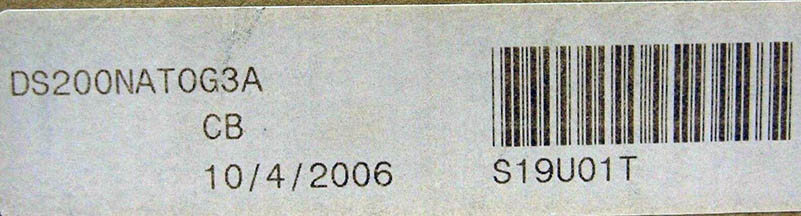 DS200NATOG3A
CB
10/4/2006
S19U01T